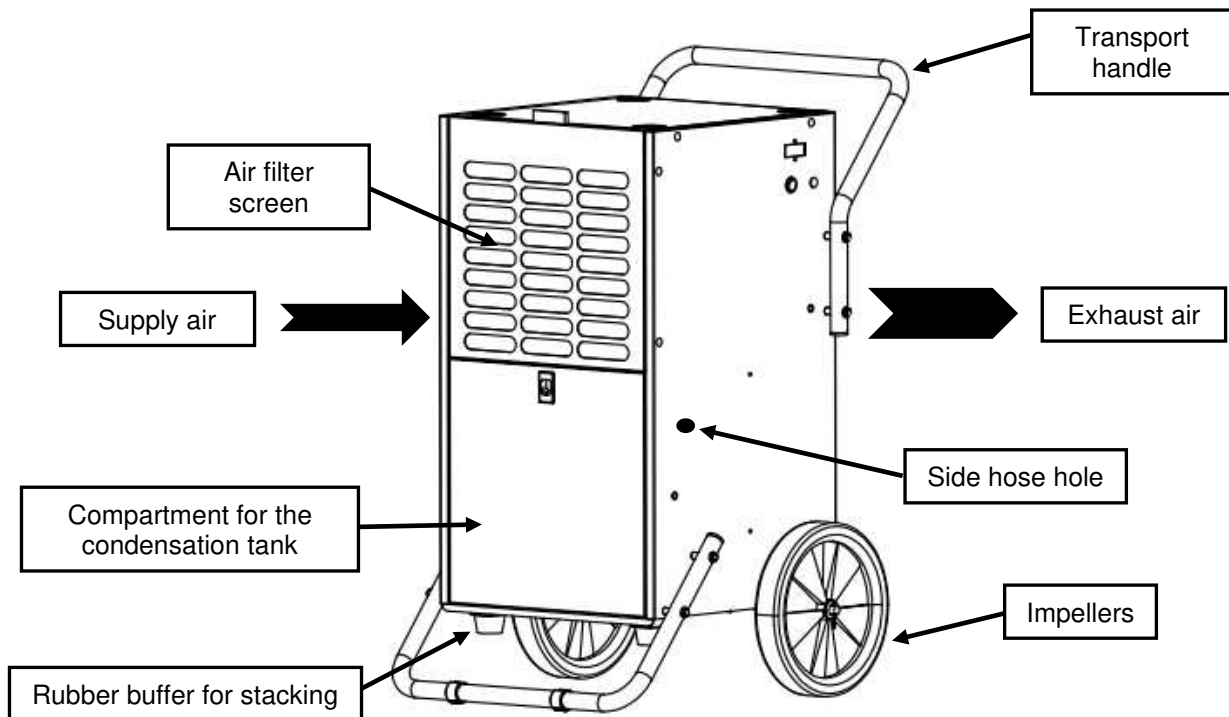 Transport
handle
Air filter
screen
Supply air
Exhaust air
Side hose hole
Compartment for the
condensation tank
Impellers
Rubber buffer for stacking